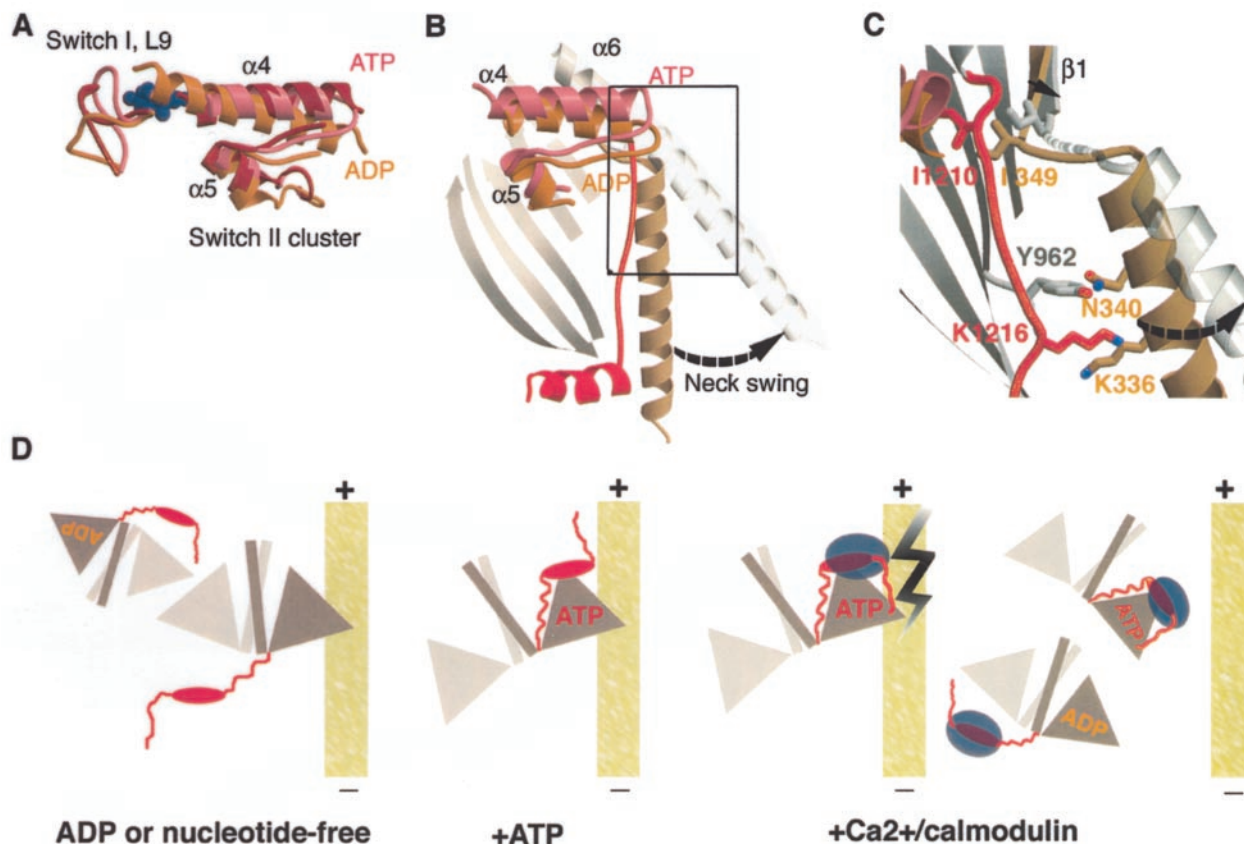 A
Switch I, L9
α4
ATP
ADP
α5
Switch II cluster
B
α6
α4
ATP
ADP
α5
Neck swing
C
β1
I1210
I349
Y962
N340
K1216
K336
D
+
+
+
+
ADP
ATP
ATP
ATP
ADP
–
–
–
–
ADP or nucleotide-free
+ATP
+Ca2+/calmodulin